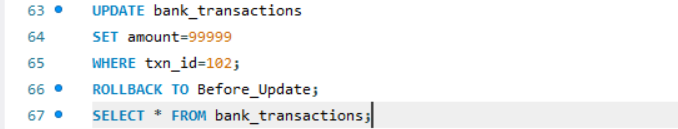 63 UPDATE bank_transactions
64 SET amount=99999
65 WHERE txn_id=102;
66 ROLLBACK TO Before_Update;
67 SELECT * FROM bank_transactions;